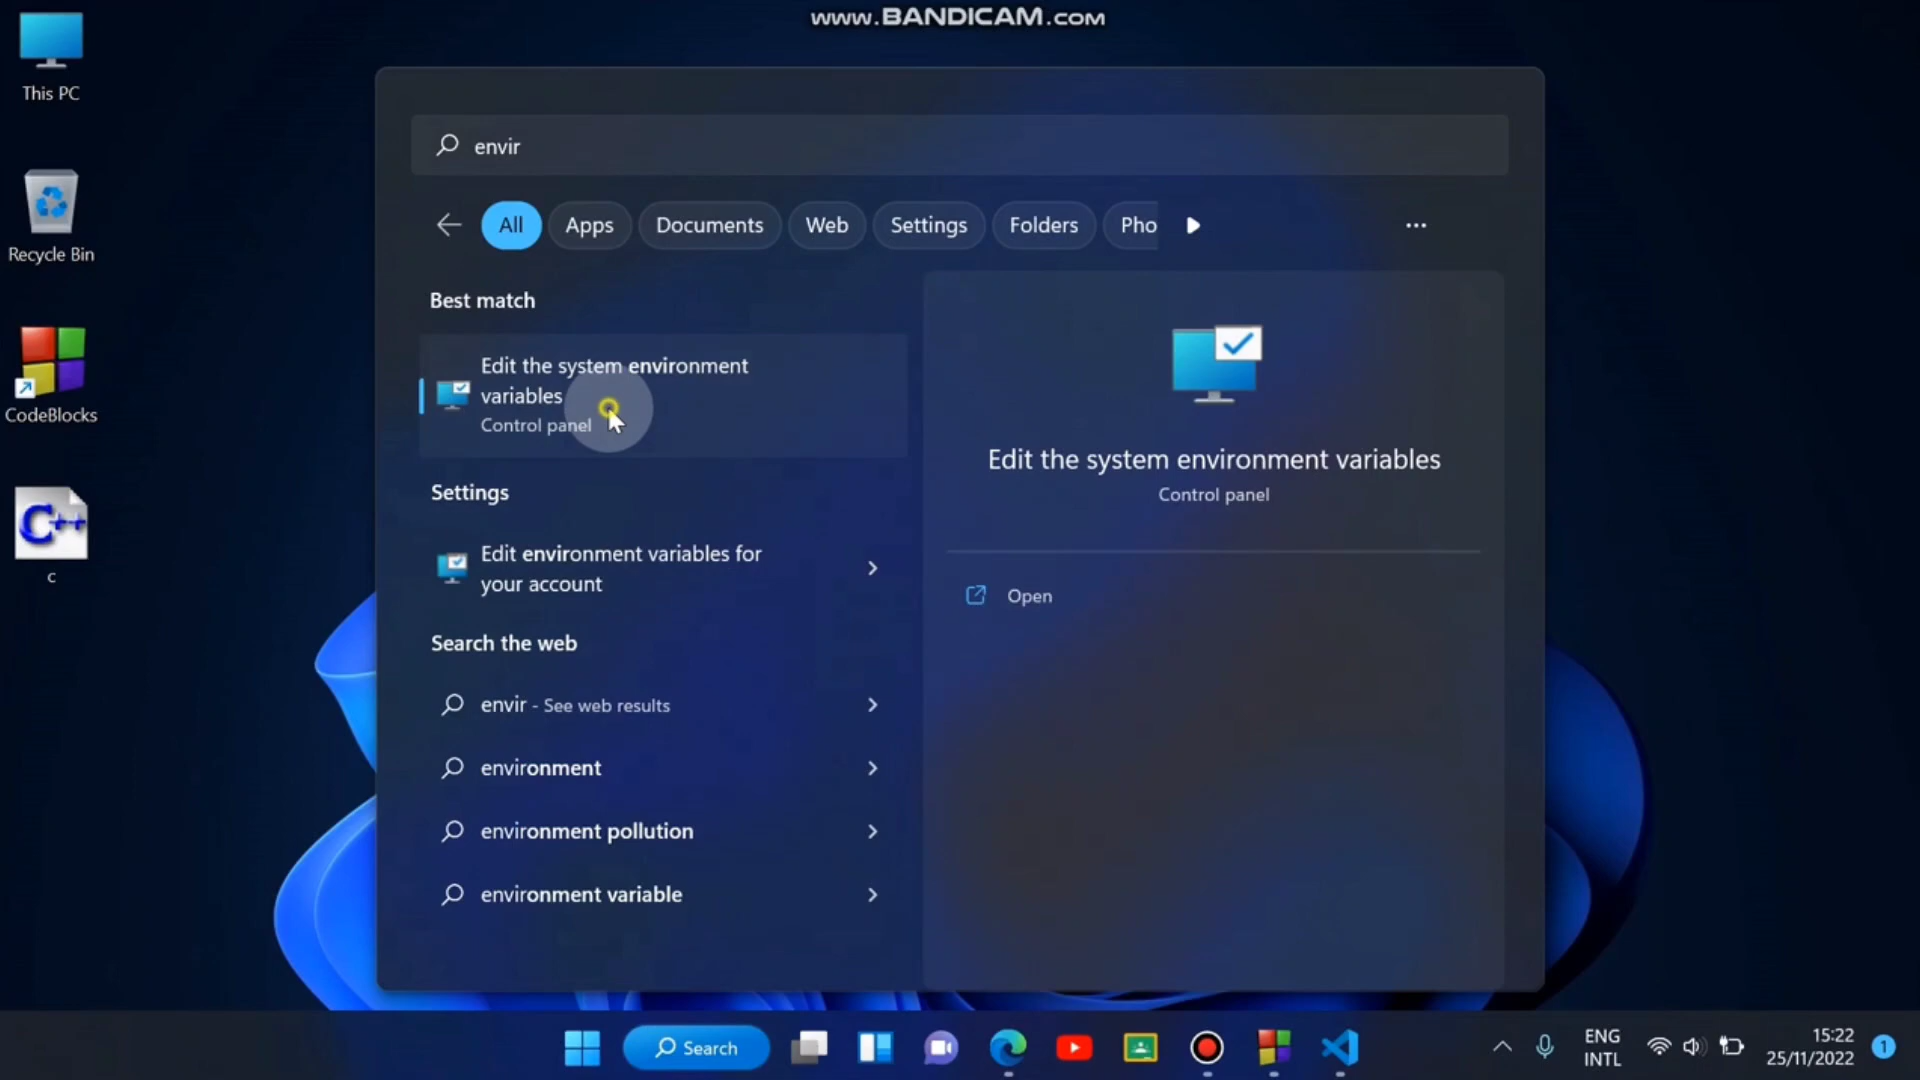 www.BANDICAM.com
This PC
Recycle Bin
CodeBlocks
C++
c
envir
All
Apps
Documents
Web
Settings
Folders
Pho
Best match
Edit the system environment
variables
Control panel
Settings
Edit environment variables for
your account
Search the web
envir - See web results
environment
environment pollution
environment variable
Edit the system environment variables
Control panel
Open
Search
ENG
INTL
15:22
25/11/2022
1